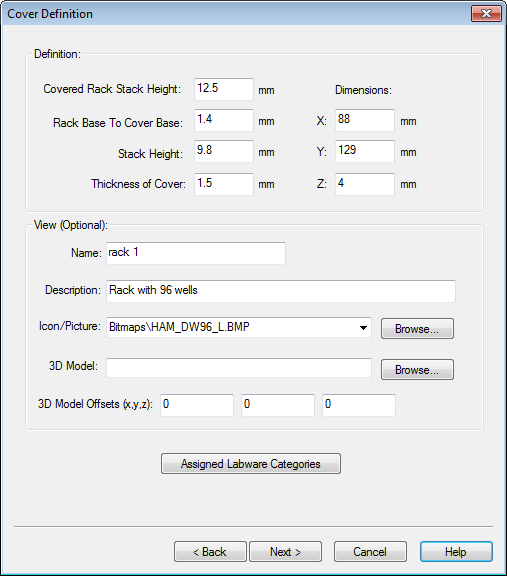 Cover Definition
Definition:
Covered Rack Stack Height: 12.5 mm Dimensions:
Rack Base To Cover Base: 1.4 mm X: 88 mm
Stack Height: 9.8 mm Y: 129 mm
Thickness of Cover: 1.5 mm Z: 4 mm
View (Optional):
Name: rack 1
Description: Rack with 96 wells
Icon/Picture: Bitmaps\HAM_DW96_L.BMP Browse...
3D Model: Browse...
3D Model Offsets (x,y,z): 0 0 0
Assigned Labware Categories
< Back Next > Cancel Help